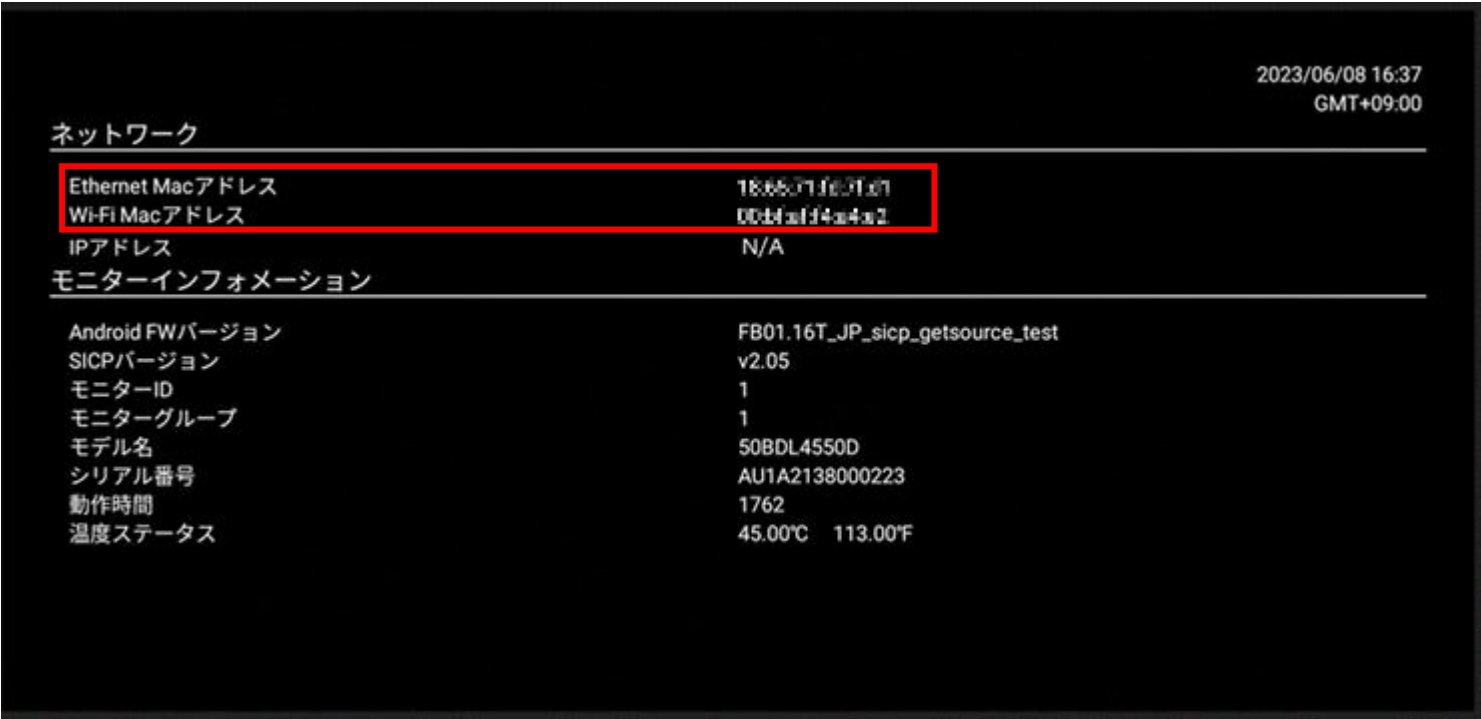 2023/06/08 16:37
GMT+09:00
ネットワーク
Ethernet Macアドレス
Wi-Fi Macアドレス
IPアドレス N/A
モニターインフォメーション
Android FWバージョン FB01.16T_JP_sicp_getsource_test
SICPバージョン v2.05
モニターID 1
モニターグループ 1
モデル名 50BDL4550D
シリアル番号 AU1A2138000223
動作時間 1762
温度ステータス 45.00℃ 113.00℉